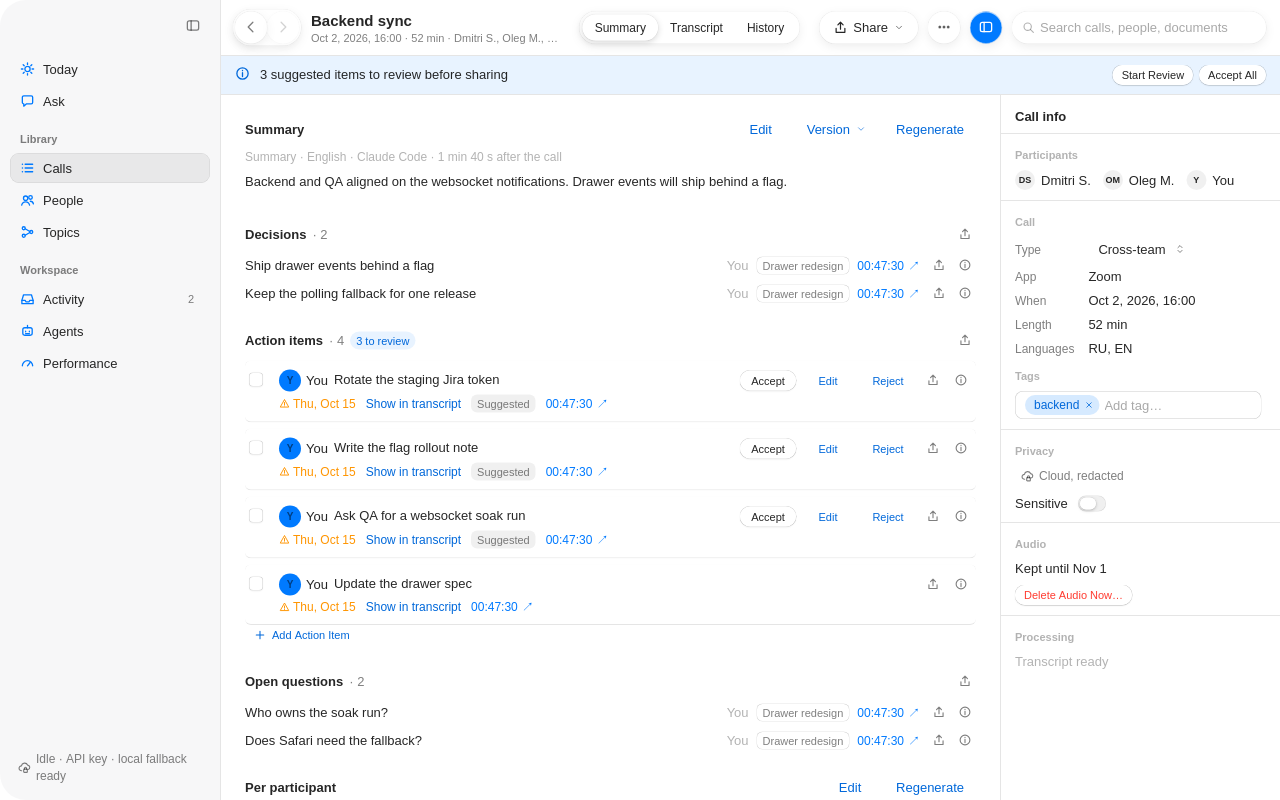 Backend sync
Oct 2, 2026, 16:00 · 52 min · Dmitri S., Oleg M., …
Summary
Transcript
History
Share
Search calls, people, documents
Today
Ask
Library
Calls
People
Topics
Workspace
Activity 2
Agents
Performance
Idle · API key · local fallback
ready
3 suggested items to review before sharing
Start Review
Accept All
Summary
Edit
Version
Regenerate
Summary · English · Claude Code · 1 min 40 s after the call
Backend and QA aligned on the websocket notifications. Drawer events will ship behind a flag.
Decisions · 2
Ship drawer events behind a flag You Drawer redesign 00:47:30
Keep the polling fallback for one release You Drawer redesign 00:47:30
Action items · 4 3 to review
Y You Rotate the staging Jira token Accept Edit Reject
Thu, Oct 15 Show in transcript Suggested 00:47:30
Y You Write the flag rollout note Accept Edit Reject
Thu, Oct 15 Show in transcript Suggested 00:47:30
Y You Ask QA for a websocket soak run Accept Edit Reject
Thu, Oct 15 Show in transcript Suggested 00:47:30
Y You Update the drawer spec
Thu, Oct 15 Show in transcript 00:47:30
Add Action Item
Open questions · 2
Who owns the soak run? You Drawer redesign 00:47:30
Does Safari need the fallback? You Drawer redesign 00:47:30
Per participant Edit Regenerate
Call info
Participants
DS Dmitri S. OM Oleg M. Y You
Call
Type Cross-team
App Zoom
When Oct 2, 2026, 16:00
Length 52 min
Languages RU, EN
Tags
backend × Add tag…
Privacy
Cloud, redacted
Sensitive
Audio
Kept until Nov 1
Delete Audio Now…
Processing
Transcript ready